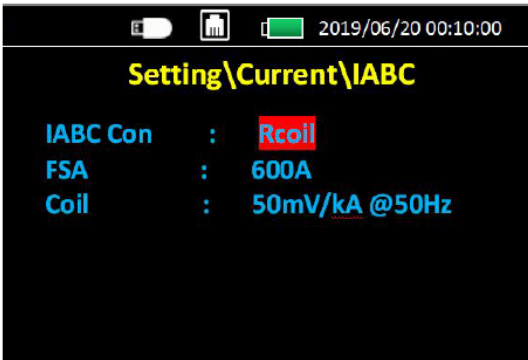 2019/06/20 00:10:00
Setting\Current\IABC
IABC Con : Rcoil
FSA : 600A
Coil : 50mV/kA @50Hz